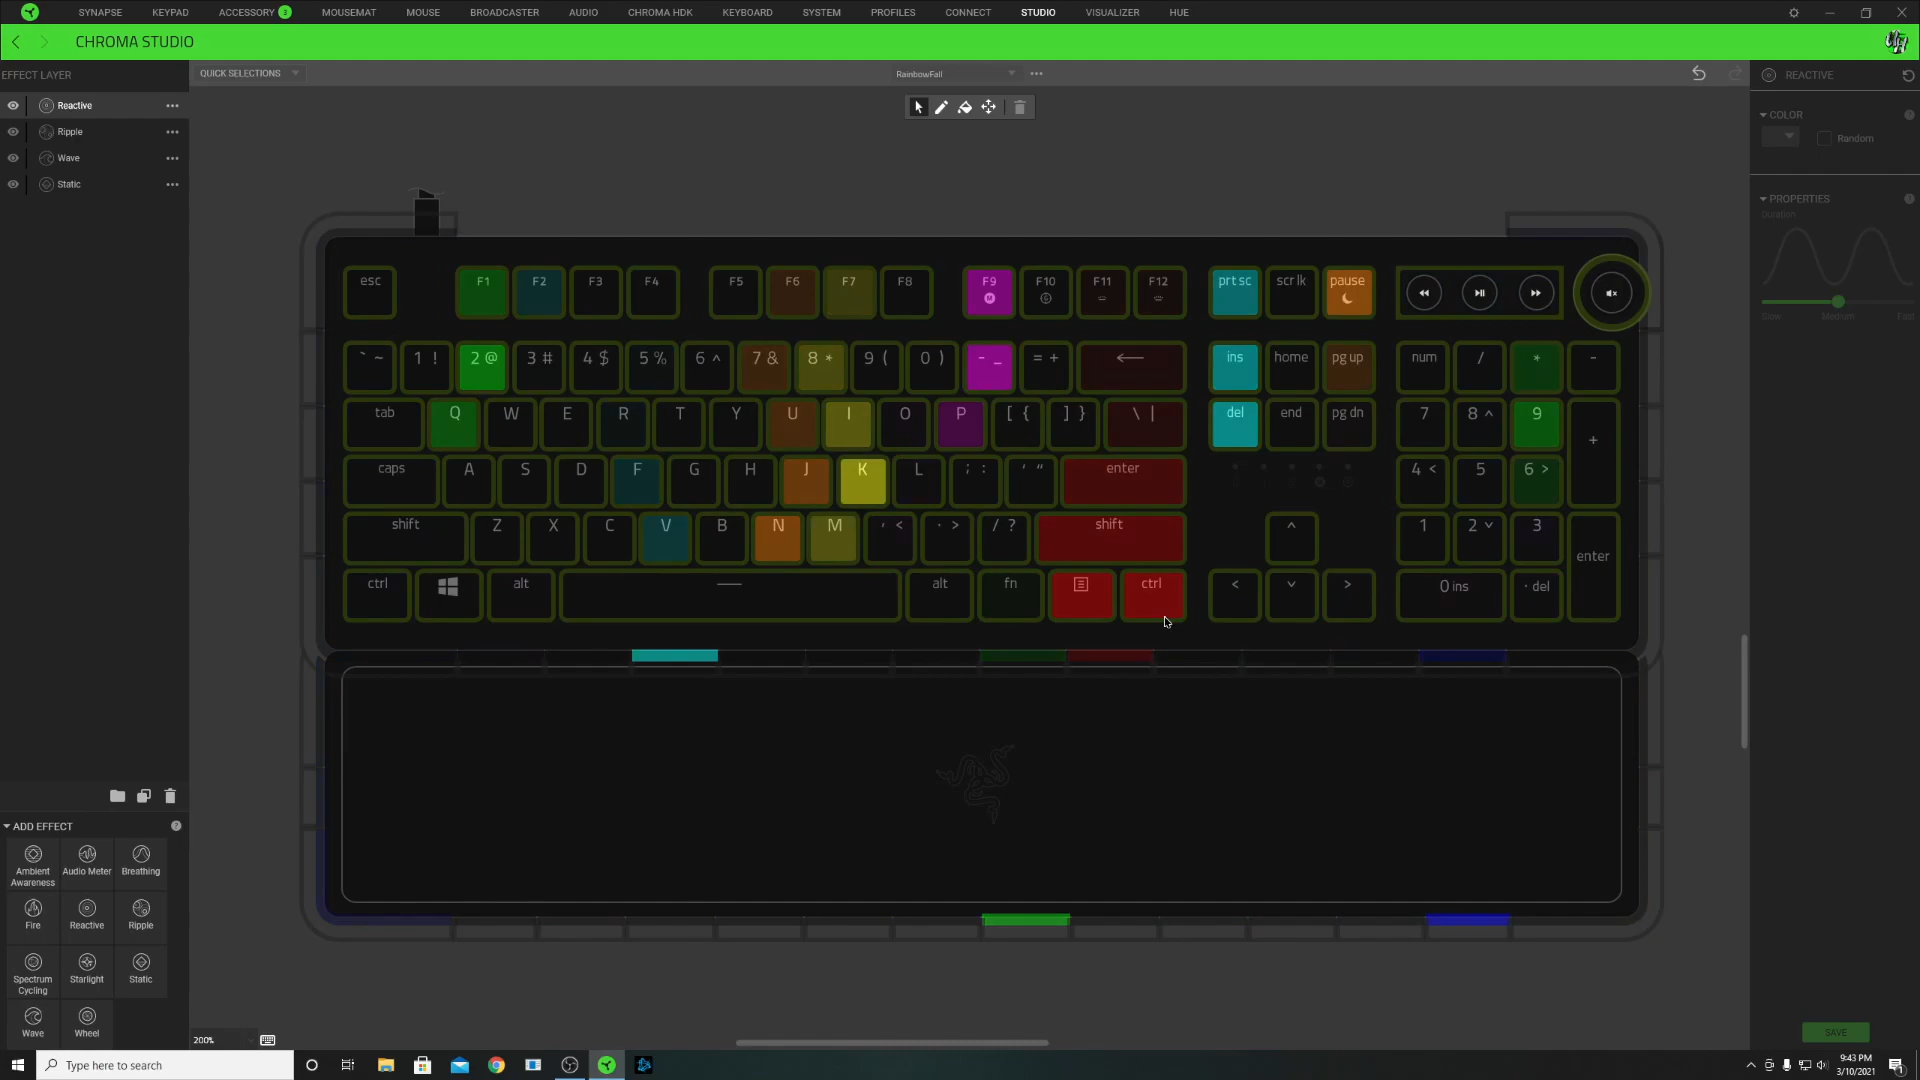 SYNAPSE KEYPAD ACCESSORY 3 MOUSEMAT MOUSE BROADCASTER AUDIO CHROMA HDK KEYBOARD SYSTEM PROFILES CONNECT STUDIO VISUALIZER HUE
CHROMA STUDIO
EFFECT LAYER
QUICK SELECTIONS
RainbowFall
REACTIVE
Reactive
Ripple
Wave
Static
COLOR
Random
PROPERTIES
Duration
Slow Medium Fast
esc F1 F2 F3 F4 F5 F6 F7 F8 F9 F10 F11 F12 prt sc scr lk pause
` ~ 1 ! 2 @ 3 # 4 $ 5 % 6 ^ 7 & 8 * 9 ( 0 ) - _ = + ins home pg up num / * -
tab Q W E R T Y U I O P [ { ] } \ | del end pg dn 7 8 ^ 9 +
caps A S D F G H J K L ; : ' " enter 4 < 5 6 >
shift Z X C V B N M , < . > / ? shift ^ 1 2 ˅ 3 enter
ctrl alt alt fn ctrl < ˅ > 0 ins . del
ADD EFFECT
Ambient Awareness
Audio Meter
Breathing
Fire
Reactive
Ripple
Spectrum Cycling
Starlight
Static
Wave
Wheel
200%
SAVE
Type here to search
9:43 PM
3/10/2021